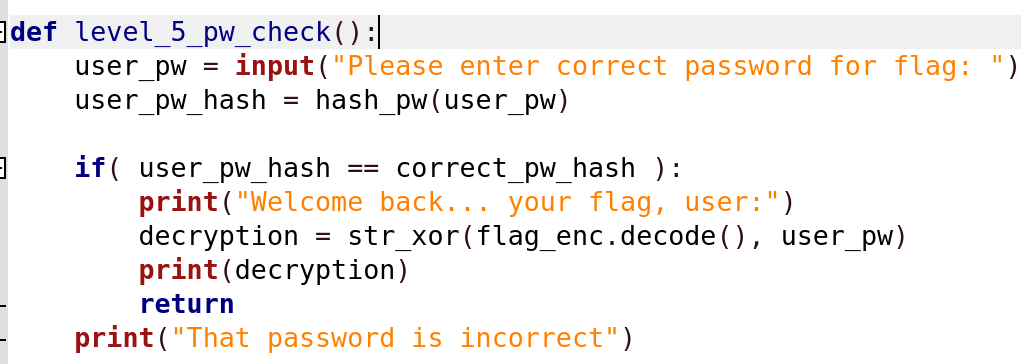 def level_5_pw_check():
    user_pw = input("Please enter correct password for flag: ")
    user_pw_hash = hash_pw(user_pw)
    if( user_pw_hash == correct_pw_hash ):
        print("Welcome back... your flag, user:")
        decryption = str_xor(flag_enc.decode(), user_pw)
        print(decryption)
        return
    print("That password is incorrect")